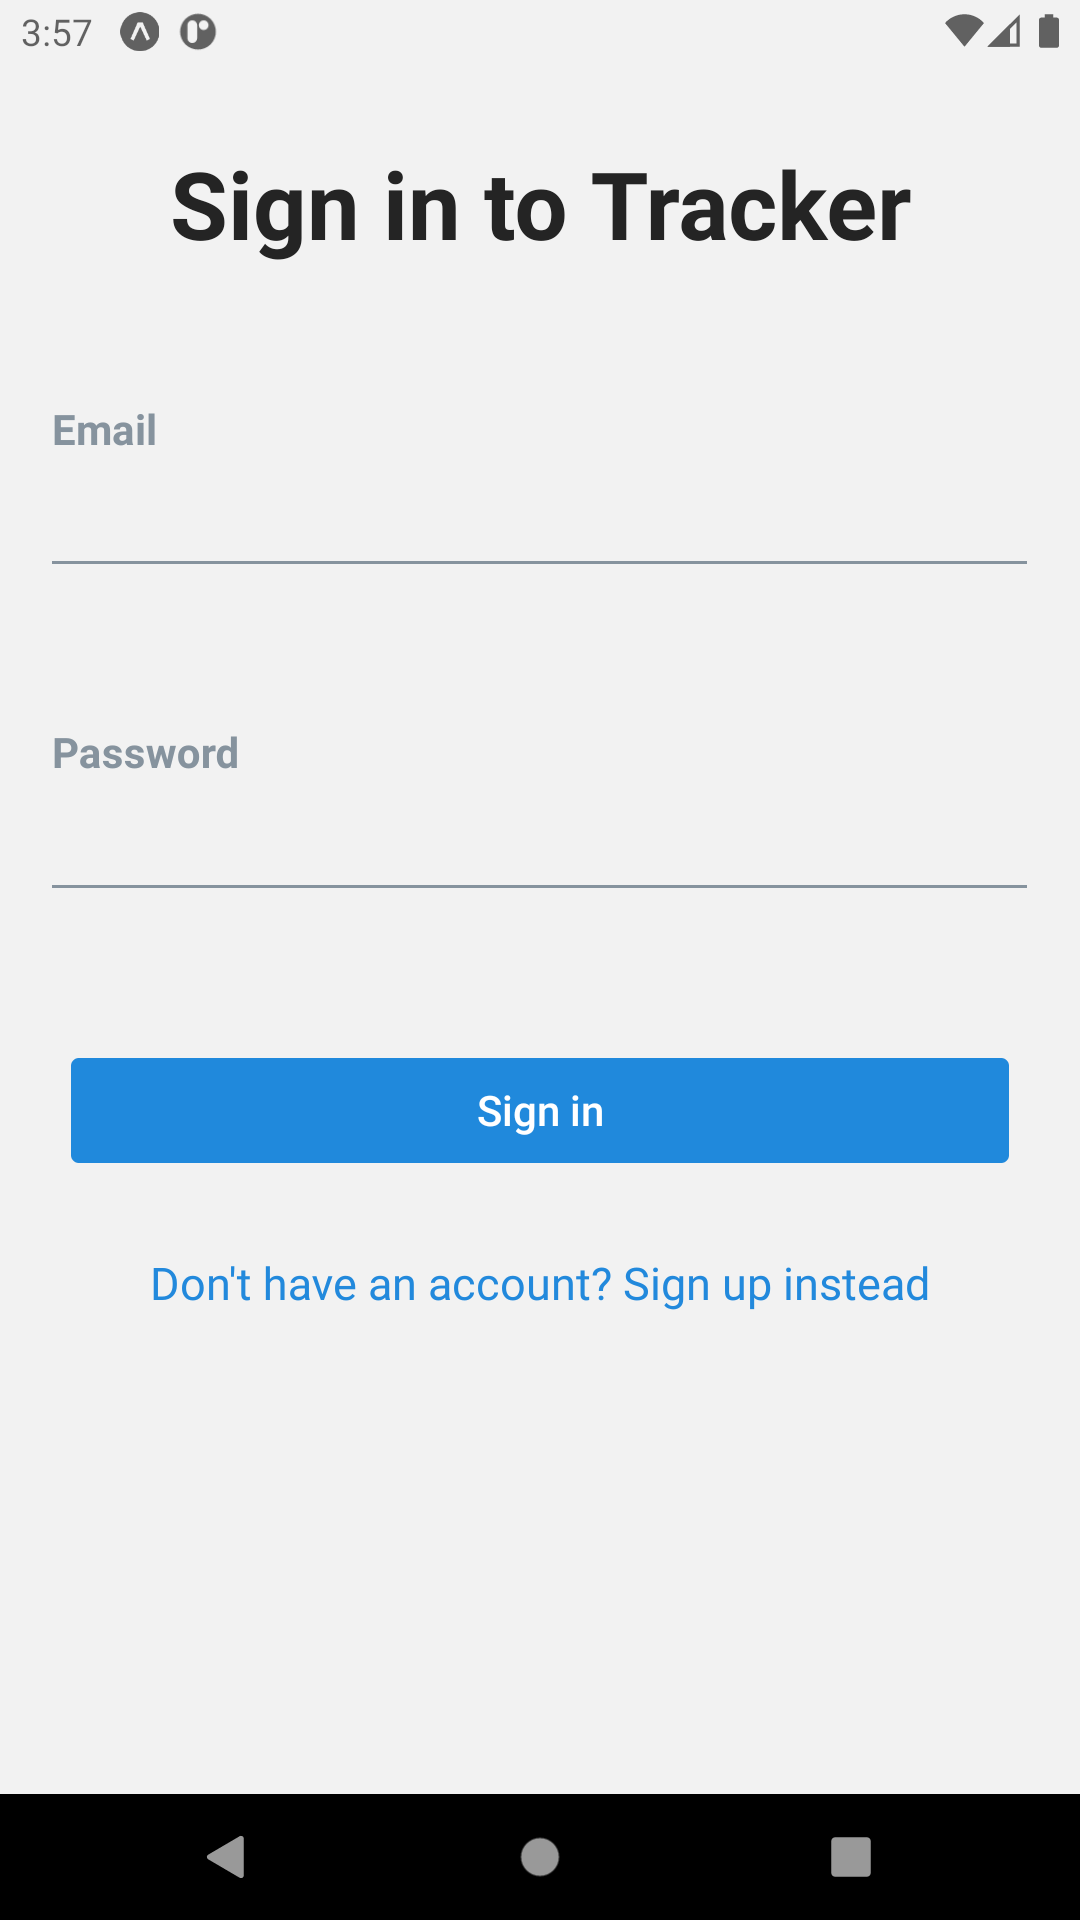 3:57
Sign in to Tracker
Email
Password
Sign in
Don't have an account? Sign up instead